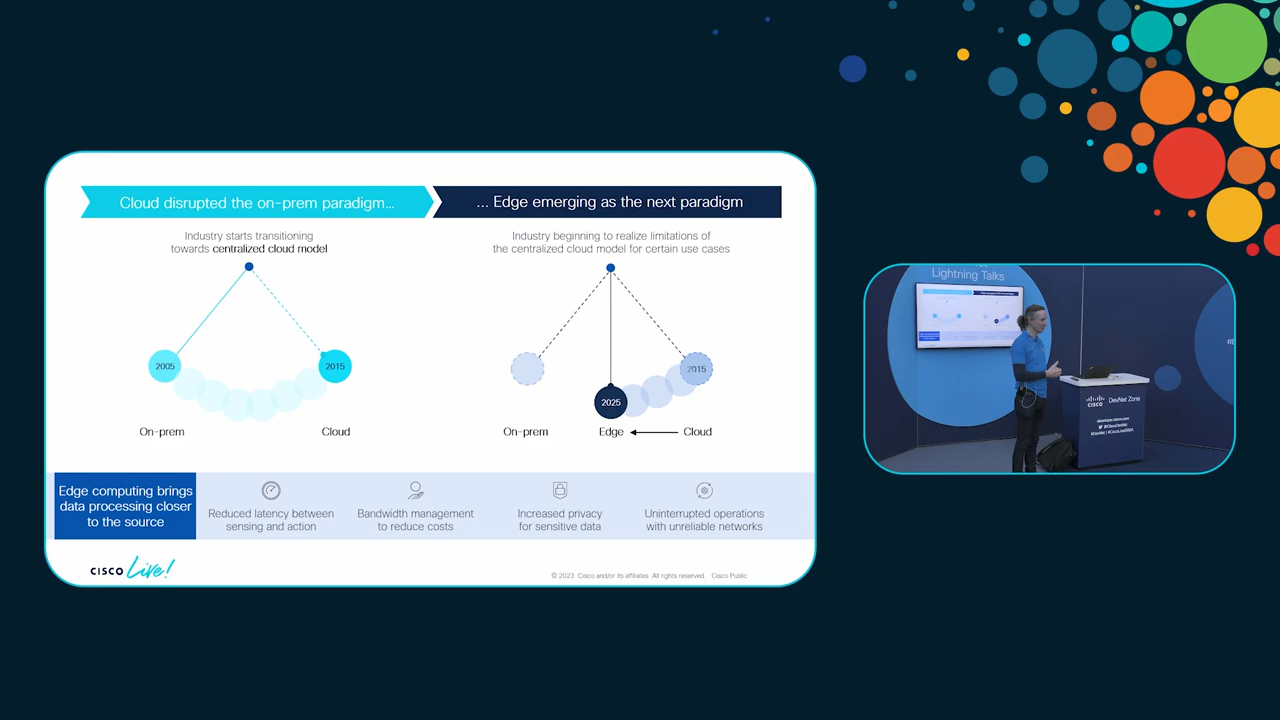 Cloud disrupted the on-prem paradigm...
... Edge emerging as the next paradigm
Industry starts transitioning
towards centralized cloud model
Industry beginning to realize limitations of
the centralized cloud model for certain use cases
2005
2015
2015
2025
On-prem
Cloud
On-prem
Edge
Cloud
Edge computing brings
data processing closer
to the source
Reduced latency between
sensing and action
Bandwidth management
to reduce costs
Increased privacy
for sensitive data
Uninterrupted operations
with unreliable networks
CISCO Live!
© 2023 Cisco and/or its affiliates. All rights reserved. Cisco Public
Lightning Talks
CISCO
DevNet Zone